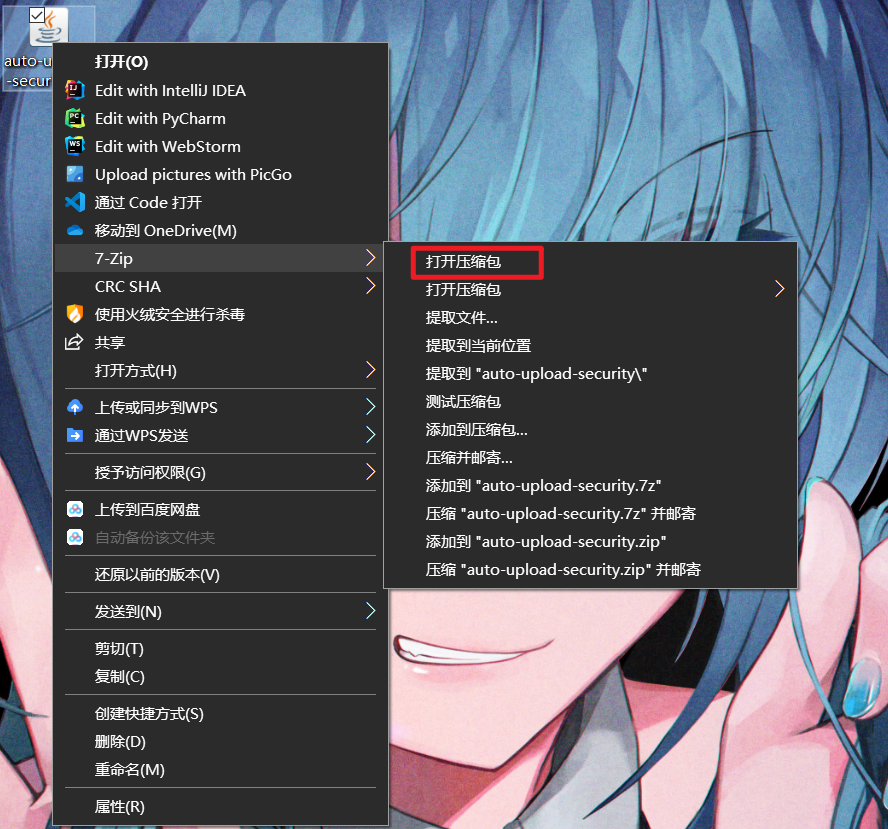 auto-u
-secur
打开(O)
Edit with IntelliJ IDEA
Edit with PyCharm
Edit with WebStorm
Upload pictures with PicGo
通过 Code 打开
移动到 OneDrive(M)
7-Zip
CRC SHA
使用火绒安全进行杀毒
共享
打开方式(H)
上传或同步到WPS
通过WPS发送
授予访问权限(G)
上传到百度网盘
自动备份该文件夹
还原以前的版本(V)
发送到(N)
剪切(T)
复制(C)
创建快捷方式(S)
删除(D)
重命名(M)
属性(R)
打开压缩包
打开压缩包
提取文件...
提取到当前位置
提取到 "auto-upload-security\"
测试压缩包
添加到压缩包...
压缩并邮寄...
添加到 "auto-upload-security.7z"
压缩 "auto-upload-security.7z" 并邮寄
添加到 "auto-upload-security.zip"
压缩 "auto-upload-security.zip" 并邮寄